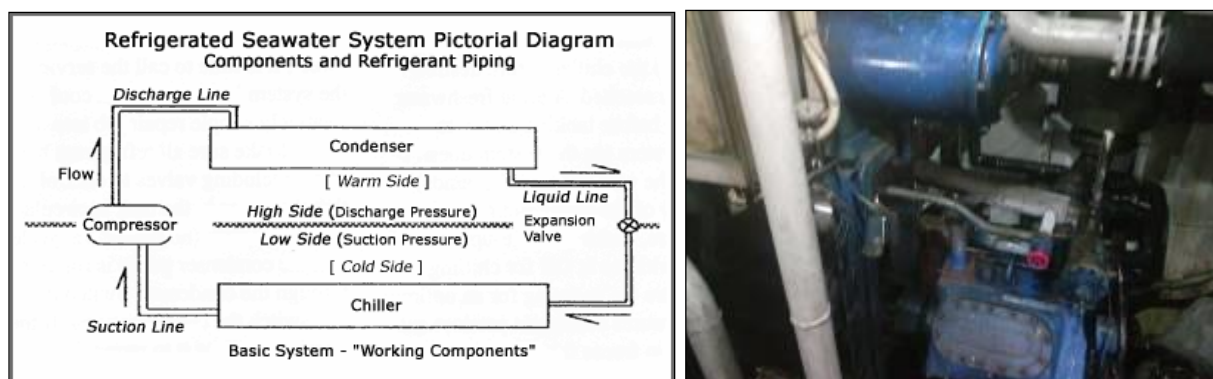 Refrigerated Seawater System Pictorial Diagram
Components and Refrigerant Piping
Discharge Line
Condenser
Flow
[ Warm Side ]
Liquid Line
High Side (Discharge Pressure)
Expansion
Valve
Compressor
Low Side (Suction Pressure)
[ Cold Side ]
Chiller
Suction Line
Basic System - "Working Components"